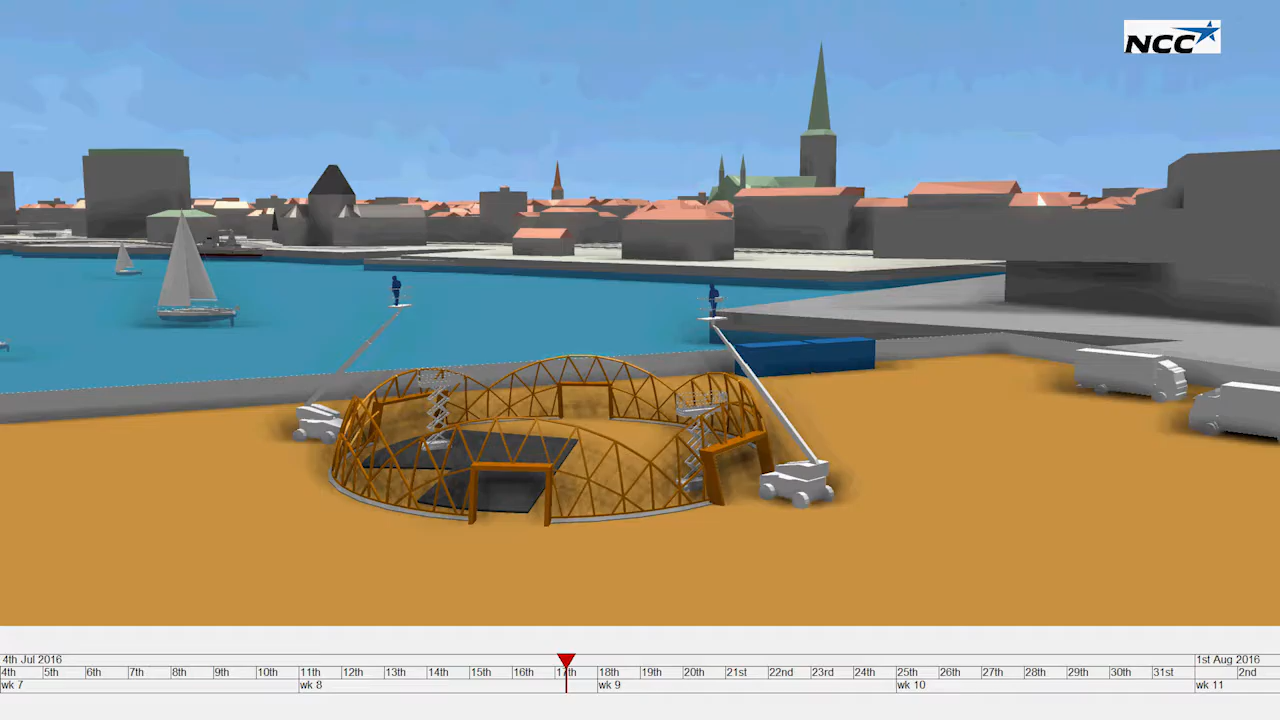 NCC
4th Jul 2016 1st Aug 2016
4th 5th 6th 7th 8th 9th 10th 11th 12th 13th 14th 15th 16th 17th 18th 19th 20th 21st 22nd 23rd 24th 25th 26th 27th 28th 29th 30th 31st 2nd
wk 7 wk 8 wk 9 wk 10 wk 11